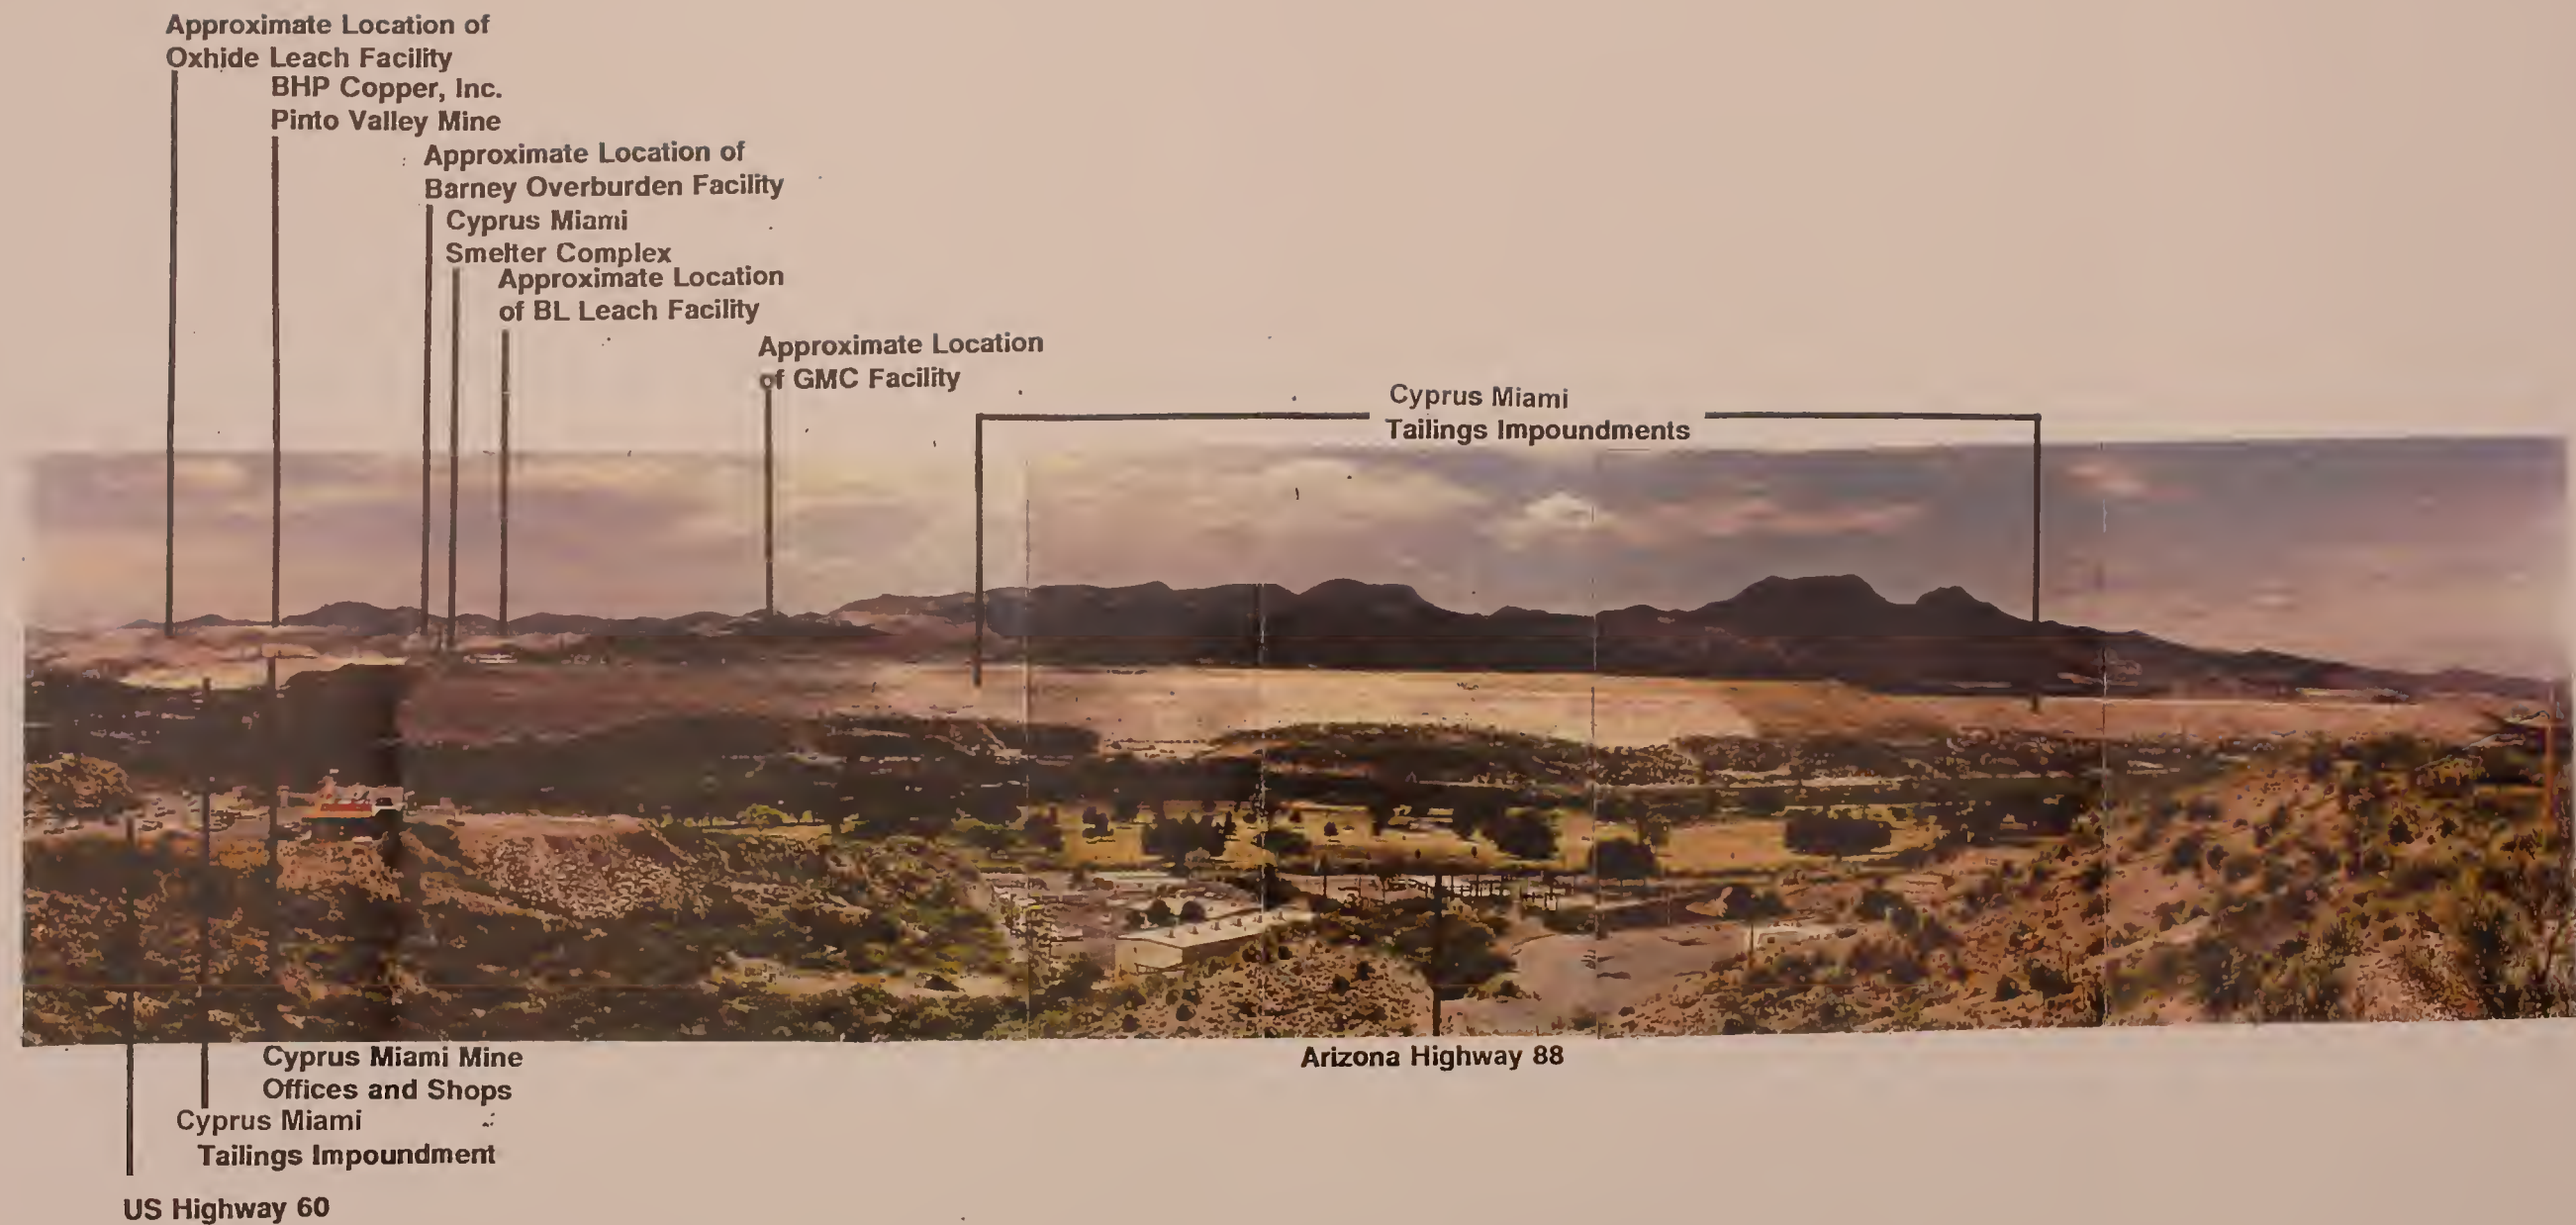 Approximate Location of
Oxhide Leach Facility
BHP Copper, Inc.
Pinto Valley Mine
Approximate Location of
Barney Overburden Facility
Cyprus Miami
Smelter Complex
Approximate Location
of BL Leach Facility
Approximate Location
of GMC Facility
Cyprus Miami
Tailings Impoundments
Cyprus Miami Mine
Offices and Shops
Cyprus Miami
Tailings Impoundment
US Highway 60
Arizona Highway 88